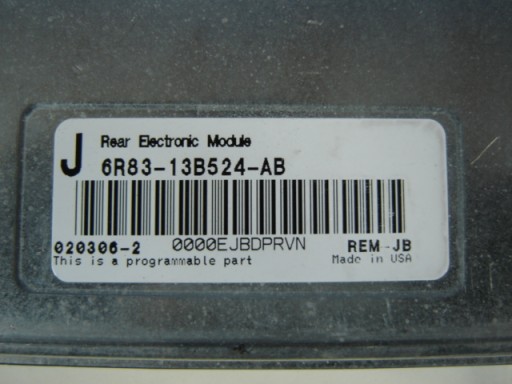 J Rear Electronic Module
6R83-13B524-AB
020306-2 0000EJBDPRVN REM-JB
This is a programmable part Made in USA